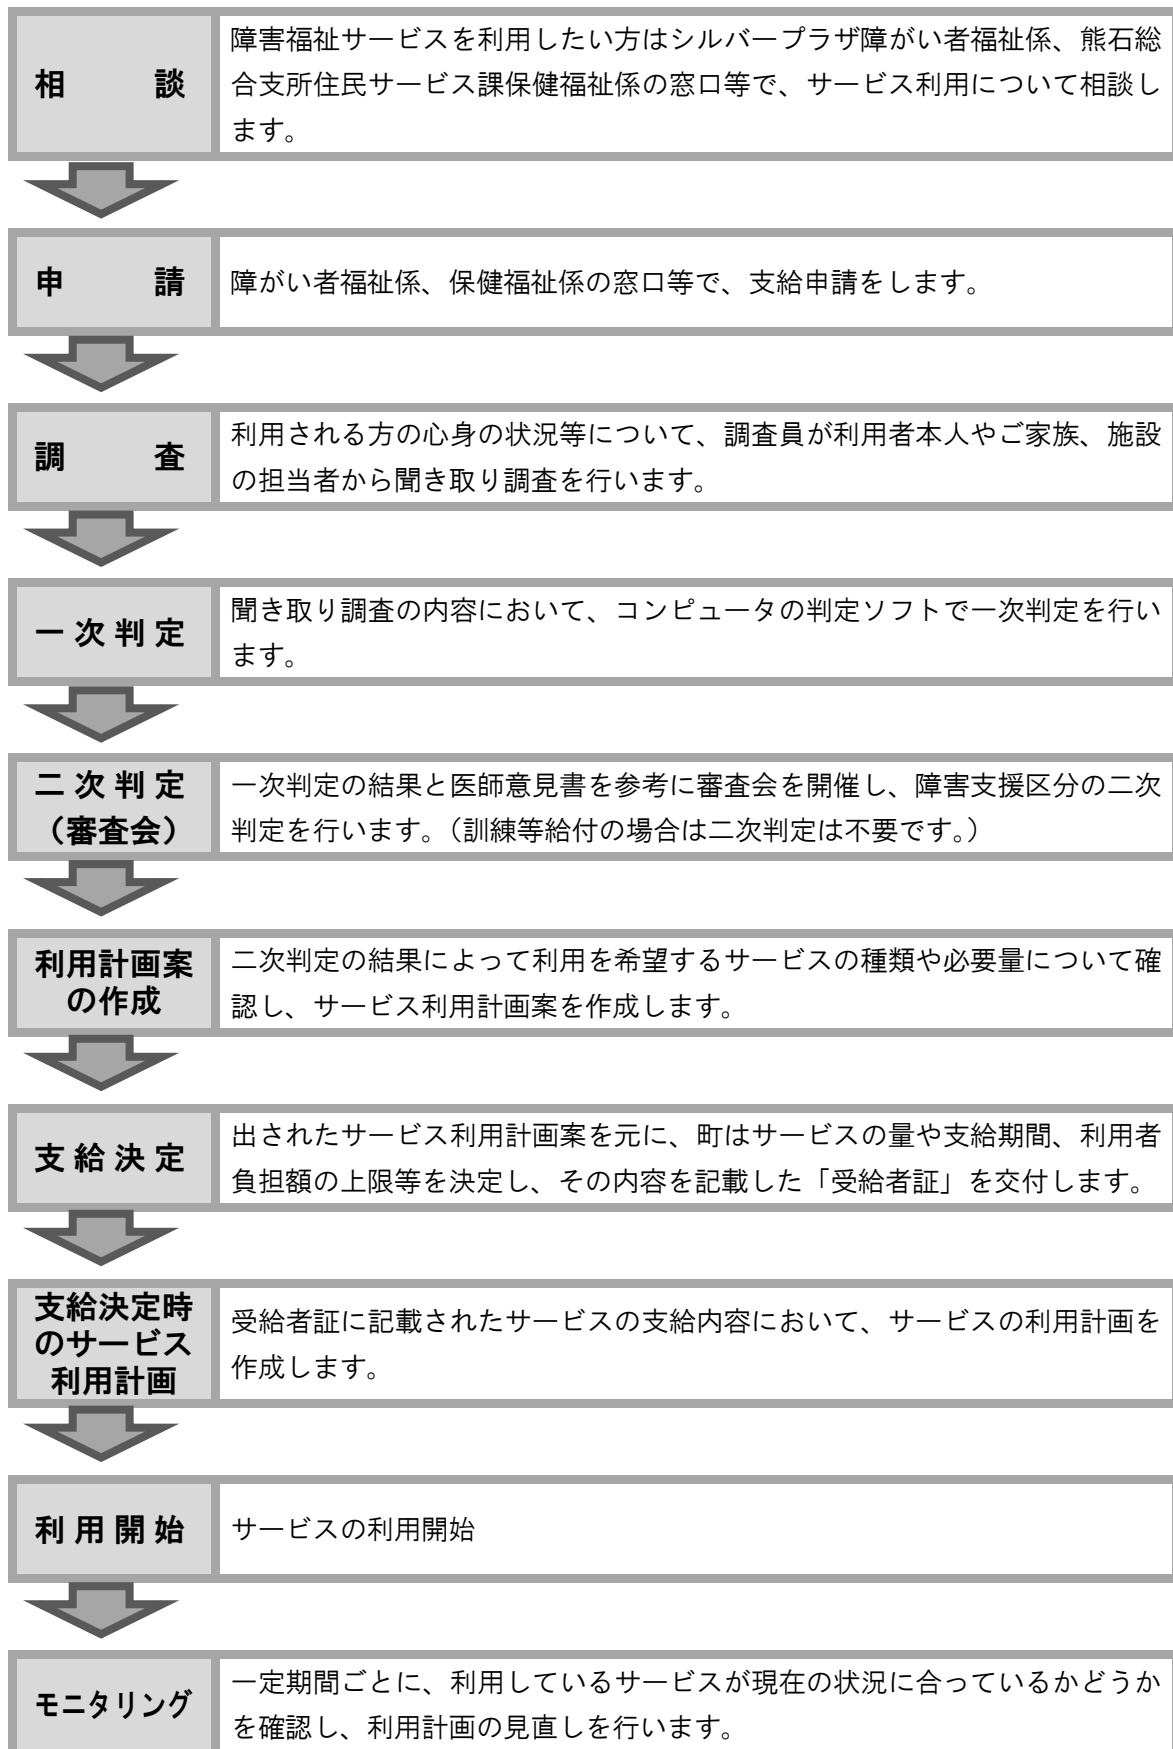 相　談
障害福祉サービスを利用したい方はシルバープラザ障がい者福祉係、熊石総
合支所住民サービス課保健福祉係の窓口等で、サービス利用について相談し
ます。
申　請
障がい者福祉係、保健福祉係の窓口等で、支給申請をします。
調　査
利用される方の心身の状況等について、調査員が利用者本人やご家族、施設
の担当者から聞き取り調査を行います。
一次判定
聞き取り調査の内容において、コンピュータの判定ソフトで一次判定を行い
ます。
二次判定
（審査会）
一次判定の結果と医師意見書を参考に審査会を開催し、障害支援区分の二次
判定を行います。（訓練等給付の場合は二次判定は不要です。）
利用計画案
の作成
二次判定の結果によって利用を希望するサービスの種類や必要量について確
認し、サービス利用計画案を作成します。
支給決定
出されたサービス利用計画案を元に、町はサービスの量や支給期間、利用者
負担額の上限等を決定し、その内容を記載した「受給者証」を交付します。
支給決定時
のサービス
利用計画
受給者証に記載されたサービスの支給内容において、サービスの利用計画を
作成します。
利用開始
サービスの利用開始
モニタリング
一定期間ごとに、利用しているサービスが現在の状況に合っているかどうか
を確認し、利用計画の見直しを行います。